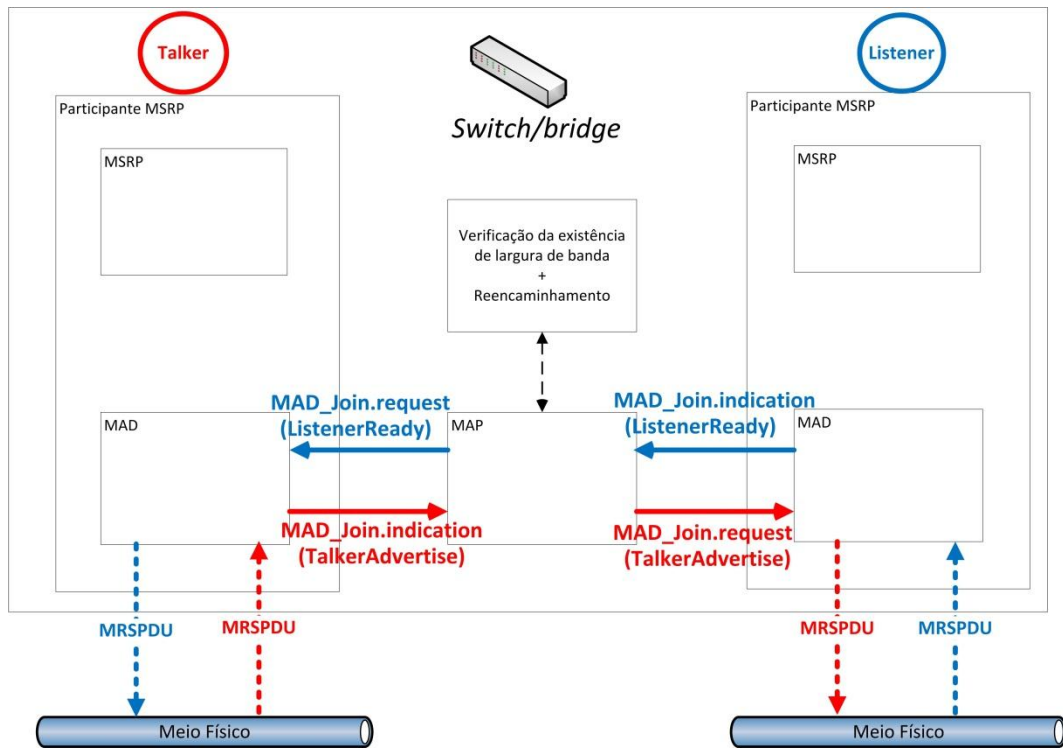 Talker
Listener
Participante MSRP
Participante MSRP
Switch/bridge
MSRP
MSRP
Verificação da existência
de largura de banda
+
Reencaminhamento
MAD_Join.request
(ListenerReady)
MAD_Join.indication
(ListenerReady)
MAD
MAP
MAD
MAD_Join.indication
(TalkerAdvertise)
MAD_Join.request
(TalkerAdvertise)
MRSPDU
MRSPDU
MRSPDU
MRSPDU
Meio Físico
Meio Físico